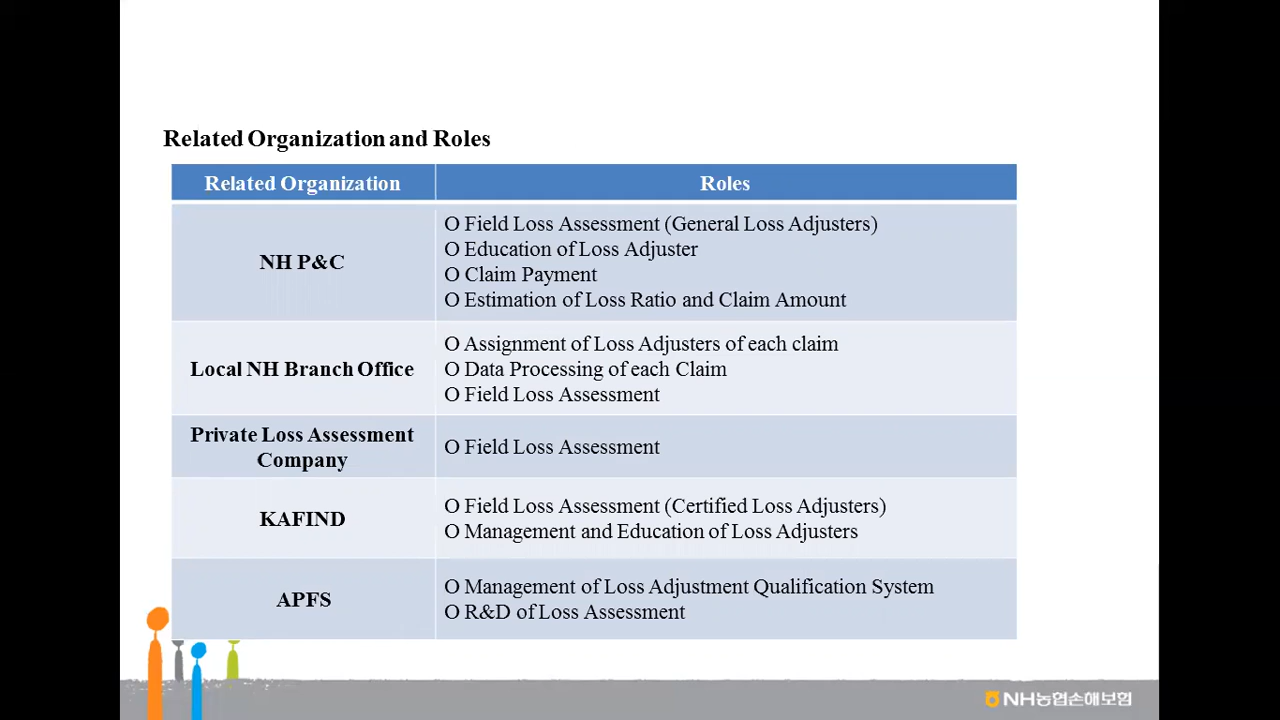 Related Organization and Roles
Related Organization
Roles
NH P&C
O Field Loss Assessment (General Loss Adjusters)
O Education of Loss Adjuster
O Claim Payment
O Estimation of Loss Ratio and Claim Amount
Local NH Branch Office
O Assignment of Loss Adjusters of each claim
O Data Processing of each Claim
O Field Loss Assessment
Private Loss Assessment
Company
O Field Loss Assessment
KAFIND
O Field Loss Assessment (Certified Loss Adjusters)
O Management and Education of Loss Adjusters
APFS
O Management of Loss Adjustment Qualification System
O R&D of Loss Assessment
NH농협손해보험